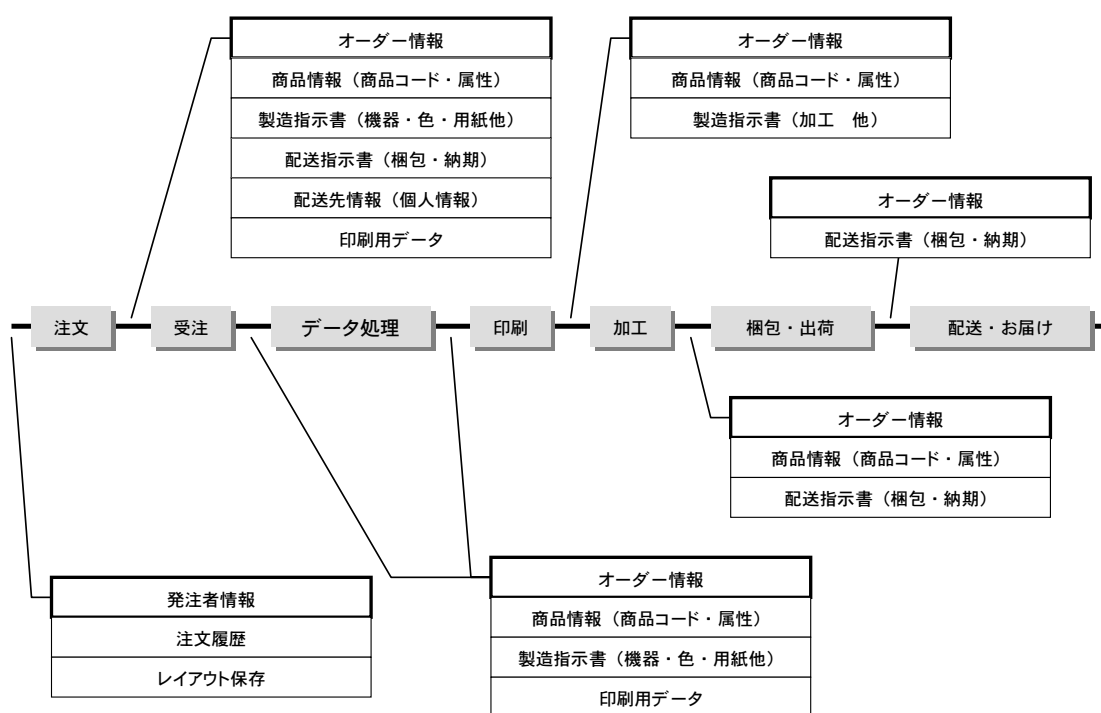 オーダー情報
商品情報（商品コード・属性）
製造指示書（機器・色・用紙他）
配送指示書（梱包・納期）
配送先情報（個人情報）
印刷用データ
オーダー情報
商品情報（商品コード・属性）
製造指示書（加工　他）
オーダー情報
配送指示書（梱包・納期）
注文
受注
データ処理
印刷
加工
梱包・出荷
配送・お届け
オーダー情報
商品情報（商品コード・属性）
配送指示書（梱包・納期）
発注者情報
注文履歴
レイアウト保存
オーダー情報
商品情報（商品コード・属性）
製造指示書（機器・色・用紙他）
印刷用データ